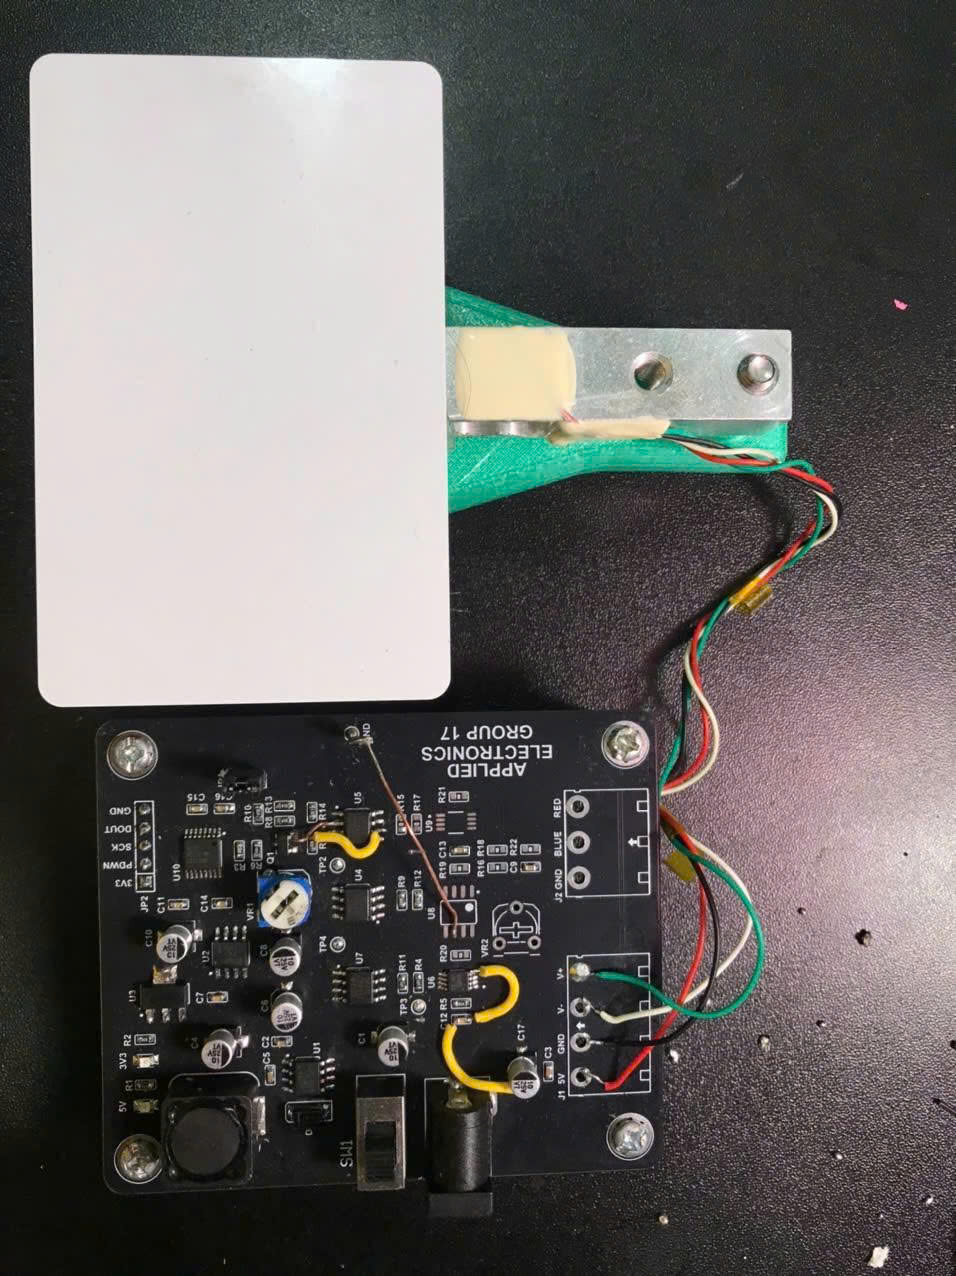 APPLIED
ELECTRONICS
GROUP 17
GND
C15
C16
R10
R13
R8
R14
U5
R15
R17
R21
U9
GND
DOUT
SCK
PDWN
3V3
JP2
U10
Q1
TP2
C13
R18
R22
R19
R16
C9
RED
BLUE
GND
J2
C11
C14
VR1
U4
R9
R12
U8
VR2
C10
U2
C8
TP4
U7
R11
R4
U6
R20
TP3
R5
C12
V+
V-
GND
5V
J1
U3
C7
C6
R2
3V3
C4
C2
C5
U1
C1
C17
C3
R1
5V
D
SW1